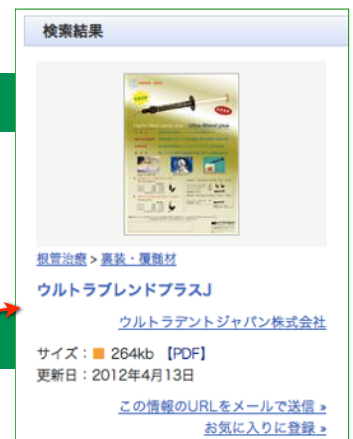 検索結果
Ultra-Blend plus
根管治療 > 裏装・覆髄材
ウルトラブレンドプラスJ
ウルトラデントジャパン株式会社
サイズ：264kb 【PDF】
更新日：2012年4月13日
この情報のURLをメールで送信 »
お気に入りに登録 »